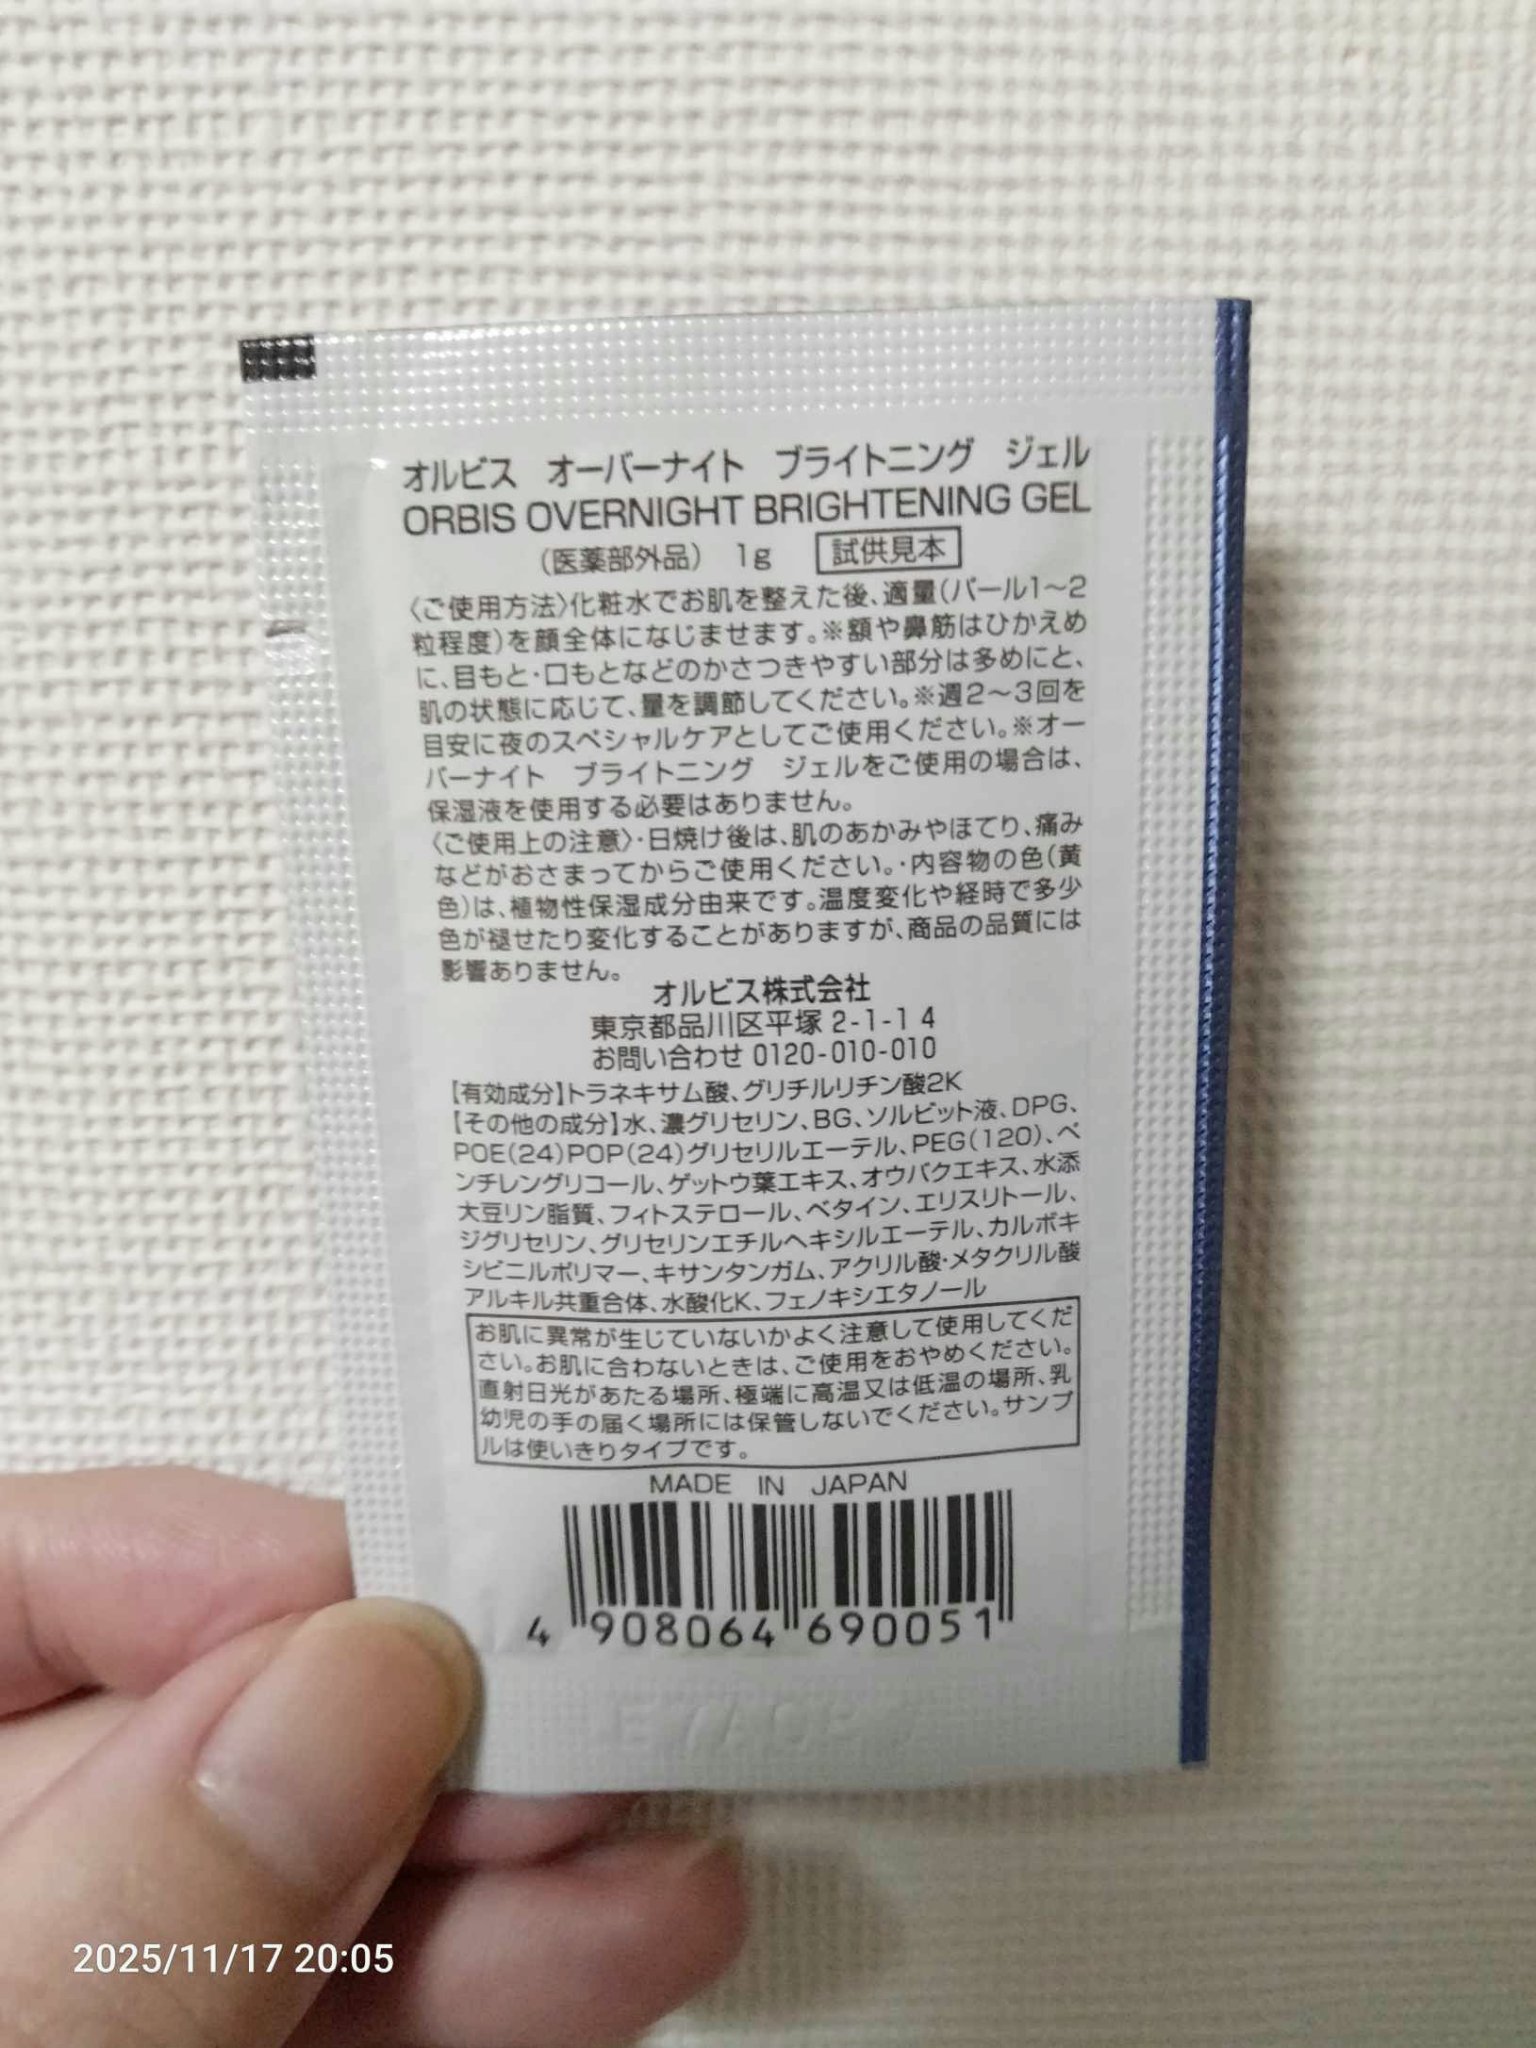 オルビス　オーバーナイト　ブライトニング　ジェル
ORBIS OVERNIGHT BRIGHTENING GEL
（医薬部外品）　1g　試供見本
〈ご使用方法〉化粧水でお肌を整えた後、適量（パール1〜2
粒程度）を顔全体になじませます。※額や鼻筋はひかえめ
に、目もと・口もとなどのかさつきやすい部分は多めにと、
肌の状態に応じて、量を調節してください。※週2〜3回を
目安に夜のスペシャルケアとしてご使用ください。※オー
バーナイト　ブライトニング　ジェルをご使用の場合は、
保湿液を使用する必要はありません。
〈ご使用上の注意〉・日焼け後は、肌のあかみやほてり、痛み
などがおさまってからご使用ください。・内容物の色（黄
色）は、植物性保湿成分由来です。温度変化や経時で多少
色が褪せたり変化することがありますが、商品の品質には
影響ありません。
オルビス株式会社
東京都品川区平塚 2-1-1 4
お問い合わせ 0120-010-010
【有効成分】トラネキサム酸、グリチルリチン酸2K
【その他の成分】水、濃グリセリン、BG、ソルビット液、DPG、
POE(24)POP(24)グリセリルエーテル、PEG(120)、ペ
ンチレングリコール、ゲットウ葉エキス、オウバクエキス、水添
大豆リン脂質、フィトステロール、ベタイン、エリスリトール、
ジグリセリン、グリセリンエチルヘキシルエーテル、カルボキ
シビニルポリマー、キサンタンガム、アクリル酸・メタクリル酸
アルキル共重合体、水酸化K、フェノキシエタノール
お肌に異常が生じていないかよく注意して使用してくだ
さい。お肌に合わないときは、ご使用をおやめください。
直射日光があたる場所、極端に高温又は低温の場所、乳
幼児の手の届く場所には保管しないでください。サンプ
ルは使いきりタイプです。
MADE IN JAPAN
4 908064 690051
2025/11/17 20:05